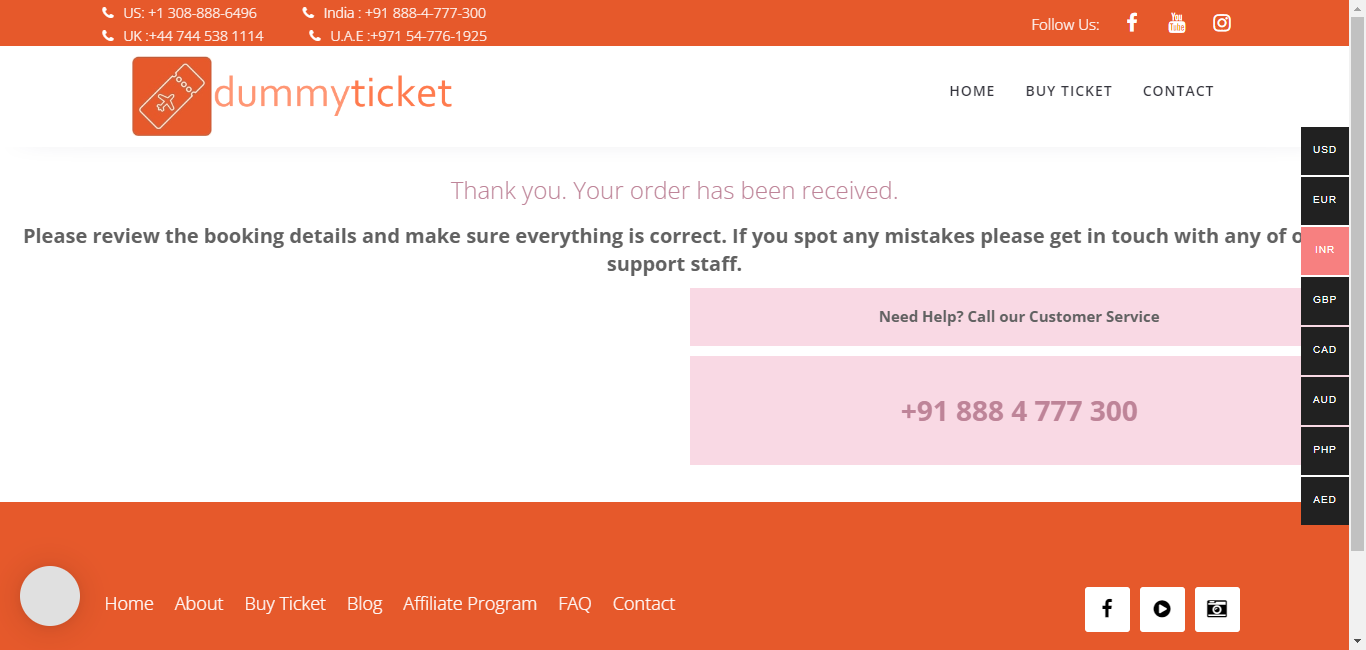 US: +1 308-888-6496 India : +91 888-4-777-300
UK :+44 744 538 1114 U.A.E :+971 54-776-1925
Follow Us:
You
Tube
dummyticket
HOME BUY TICKET CONTACT
USD
EUR
INR
GBP
CAD
AUD
PHP
AED
Thank you. Your order has been received.
Please review the booking details and make sure everything is correct. If you spot any mistakes please get in touch with any of
support staff.
Need Help? Call our Customer Service
+91 888 4 777 300
Home About Buy Ticket Blog Affiliate Program FAQ Contact